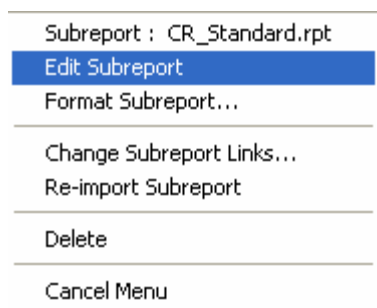 Subreport : CR_Standard.rpt
Edit Subreport
Format Subreport...
Change Subreport Links...
Re-import Subreport
Delete
Cancel Menu